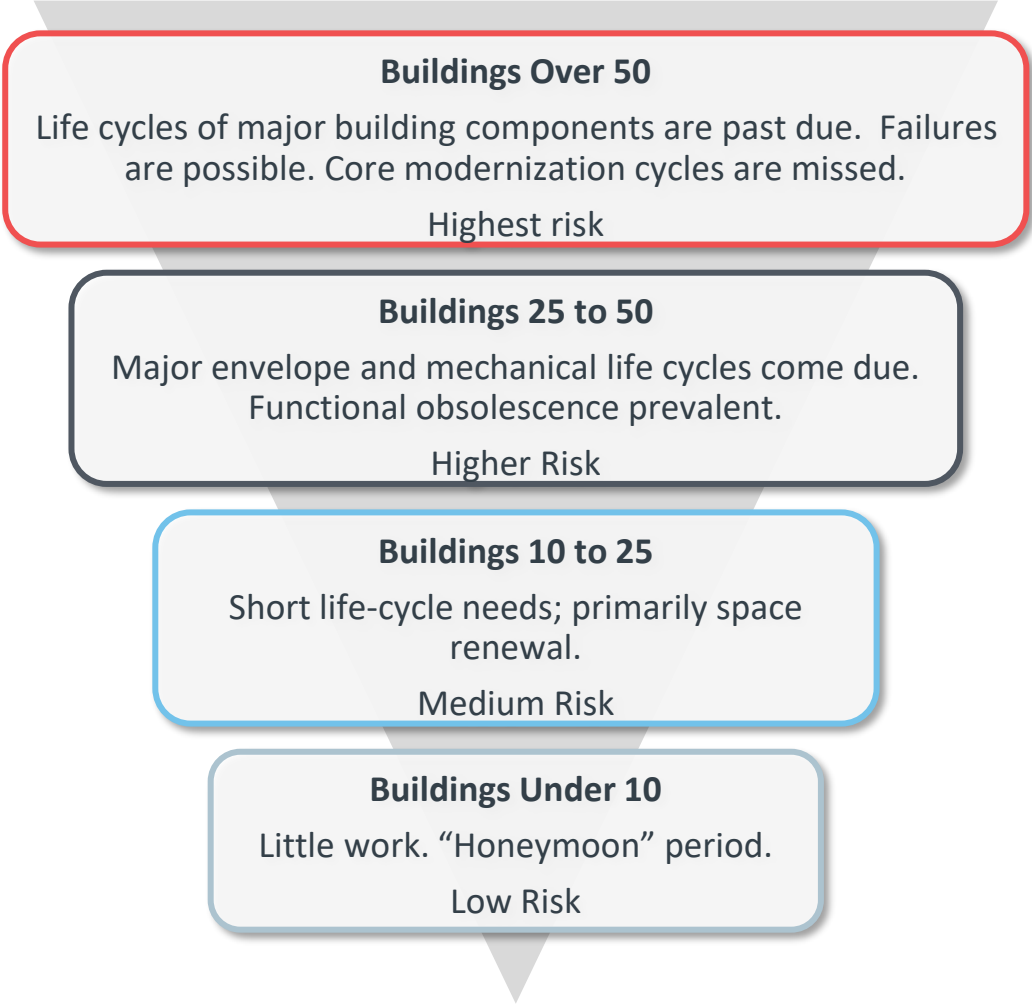 Buildings Over 50
Life cycles of major building components are past due.  Failures
are possible. Core modernization cycles are missed.
Highest risk
Buildings 25 to 50
Major envelope and mechanical life cycles come due.
Functional obsolescence prevalent.
Higher Risk
Buildings 10 to 25
Short life-cycle needs; primarily space
renewal.
Medium Risk
Buildings Under 10
Little work. “Honeymoon” period.
Low Risk